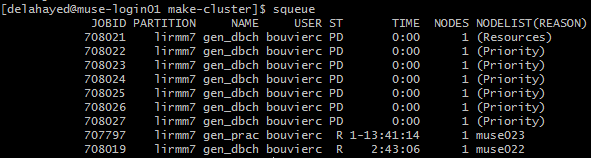 [delahayed@muse-login01 make-cluster]$ squeue
JOBID PARTITION NAME USER ST TIME NODES NODELIST(REASON)
708021 lirmm7 gen_dbch bouvierc PD 0:00 1 (Resources)
708022 lirmm7 gen_dbch bouvierc PD 0:00 1 (Priority)
708023 lirmm7 gen_dbch bouvierc PD 0:00 1 (Priority)
708024 lirmm7 gen_dbch bouvierc PD 0:00 1 (Priority)
708025 lirmm7 gen_dbch bouvierc PD 0:00 1 (Priority)
708026 lirmm7 gen_dbch bouvierc PD 0:00 1 (Priority)
708027 lirmm7 gen_dbch bouvierc PD 0:00 1 (Priority)
707797 lirmm7 gen_prac bouvierc R 1-13:41:14 1 muse023
708019 lirmm7 gen_dbch bouvierc R 2:43:06 1 muse022